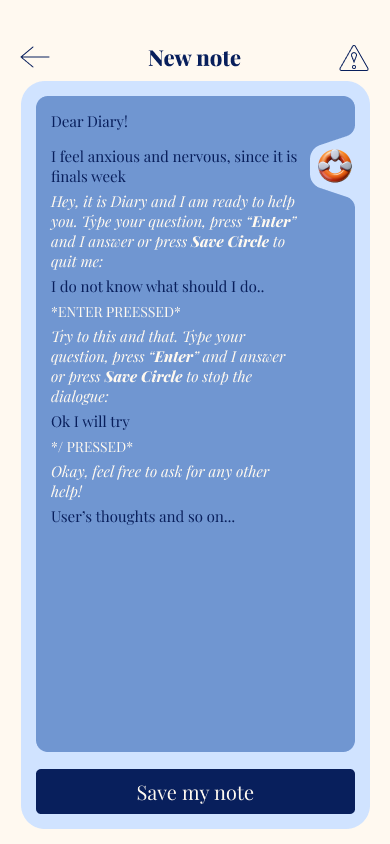 New note
Dear Diary!
I feel anxious and nervous, since it is
finals week
Hey, it is Diary and I am ready to help
you. Type your question, press “Enter”
and I answer or press Save Circle to
quit me:
I do not know what should I do..
*ENTER PREESSED*
Try to this and that. Type your
question, press “Enter” and I answer
or press Save Circle to stop the
dialogue:
Ok I will try
*/ PRESSED*
Okay, feel free to ask for any other
help!
User’s thoughts and so on...
Save my note